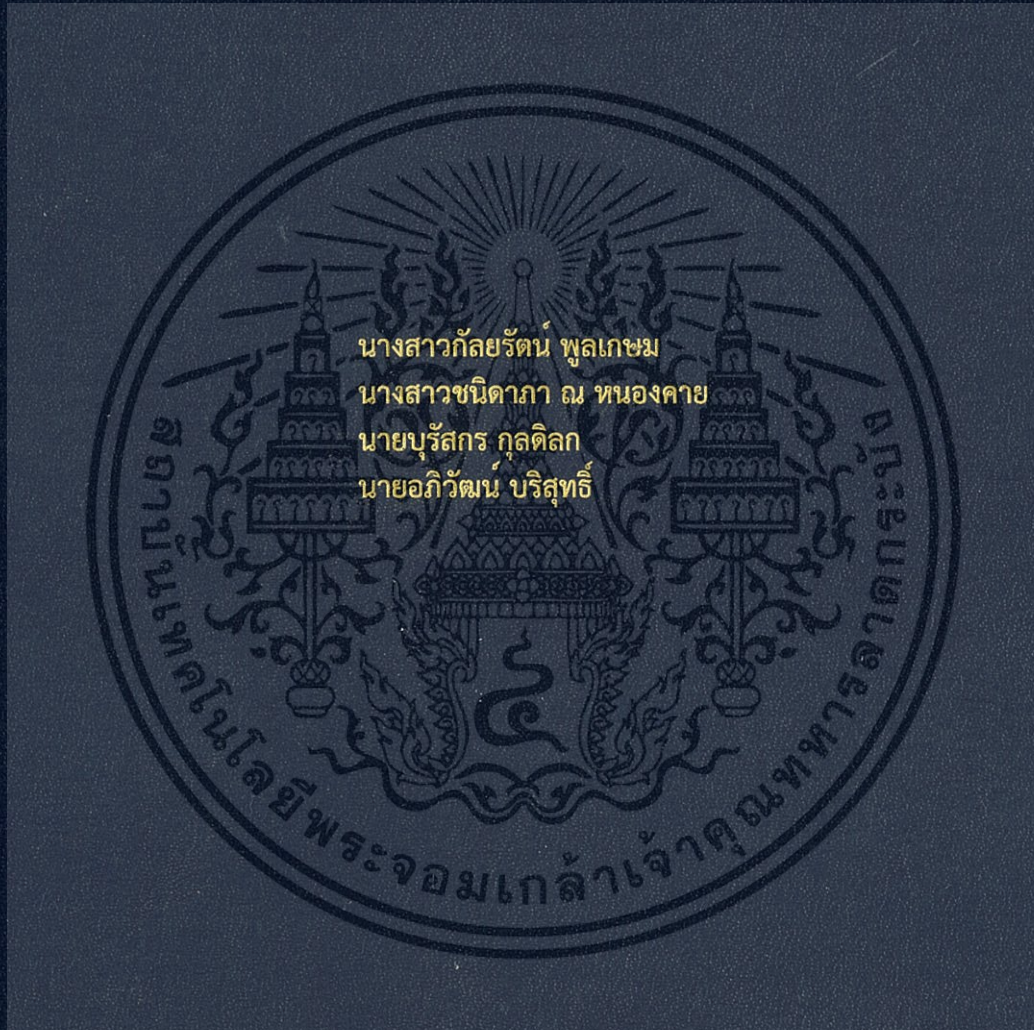 นางสาวกัลยรัตน์ พูลเกษม
นางสาวชนิดาภา ณ หนองคาย
นายบุรัสกร กุลดิลก
นายอภิวัฒน์ บริสุทธิ์
สถาบันเทคโนโลยีพระจอมเกล้าเจ้าคุณทหารลาดกระบัง
๔